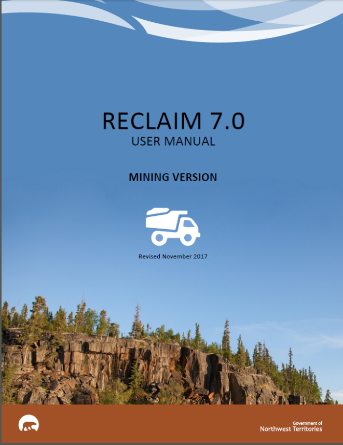 RECLAIM 7.0
USER MANUAL
MINING VERSION
Revised November 2017
Government of
Northwest Territories